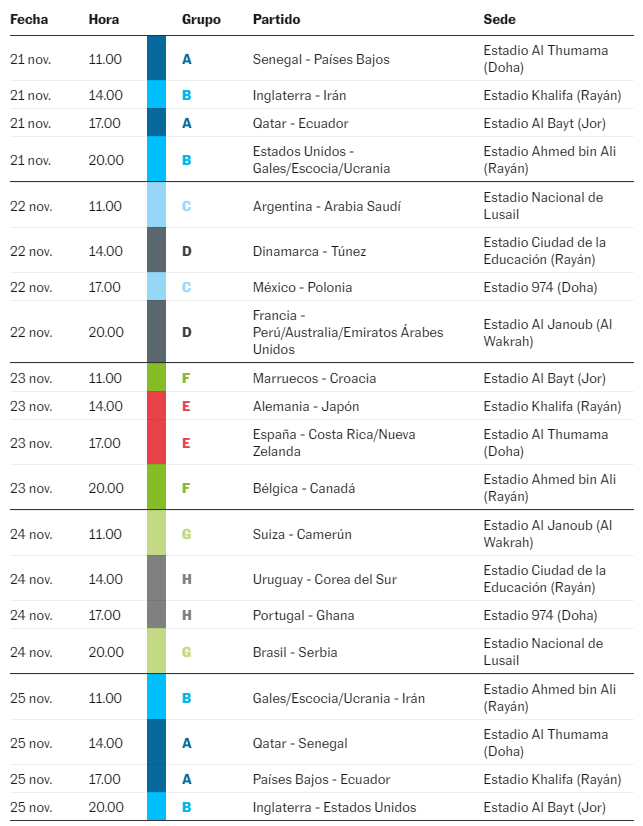 Fecha Hora Grupo Partido Sede
21 nov. 11.00 A Senegal - Países Bajos Estadio Al Thumama
(Doha)
21 nov. 14.00 B Inglaterra - Irán Estadio Khalifa (Rayán)
21 nov. 17.00 A Qatar - Ecuador Estadio Al Bayt (Jor)
21 nov. 20.00 B Estados Unidos - Estadio Ahmed bin Ali
Gales/Escocia/Ucrania (Rayán)
22 nov. 11.00 C Argentina - Arabia Saudí Estadio Nacional de
Lusail
22 nov. 14.00 D Dinamarca - Túnez Estadio Ciudad de la
Educación (Rayán)
22 nov. 17.00 C México - Polonia Estadio 974 (Doha)
22 nov. 20.00 D Francia - Estadio Al Janoub (Al
Perú/Australia/Emiratos Árabes Wakrah)
Unidos
23 nov. 11.00 F Marruecos - Croacia Estadio Al Bayt (Jor)
23 nov. 14.00 E Alemania - Japón Estadio Khalifa (Rayán)
23 nov. 17.00 E España - Costa Rica/Nueva Estadio Al Thumama
Zelanda (Doha)
23 nov. 20.00 F Bélgica - Canadá Estadio Ahmed bin Ali
(Rayán)
24 nov. 11.00 G Suiza - Camerún Estadio Al Janoub (Al
Wakrah)
24 nov. 14.00 H Uruguay - Corea del Sur Estadio Ciudad de la
Educación (Rayán)
24 nov. 17.00 H Portugal - Ghana Estadio 974 (Doha)
24 nov. 20.00 G Brasil - Serbia Estadio Nacional de
Lusail
25 nov. 11.00 B Gales/Escocia/Ucrania - Irán Estadio Ahmed bin Ali
(Rayán)
25 nov. 14.00 A Qatar - Senegal Estadio Al Thumama
(Doha)
25 nov. 17.00 A Países Bajos - Ecuador Estadio Khalifa (Rayán)
25 nov. 20.00 B Inglaterra - Estados Unidos Estadio Al Bayt (Jor)